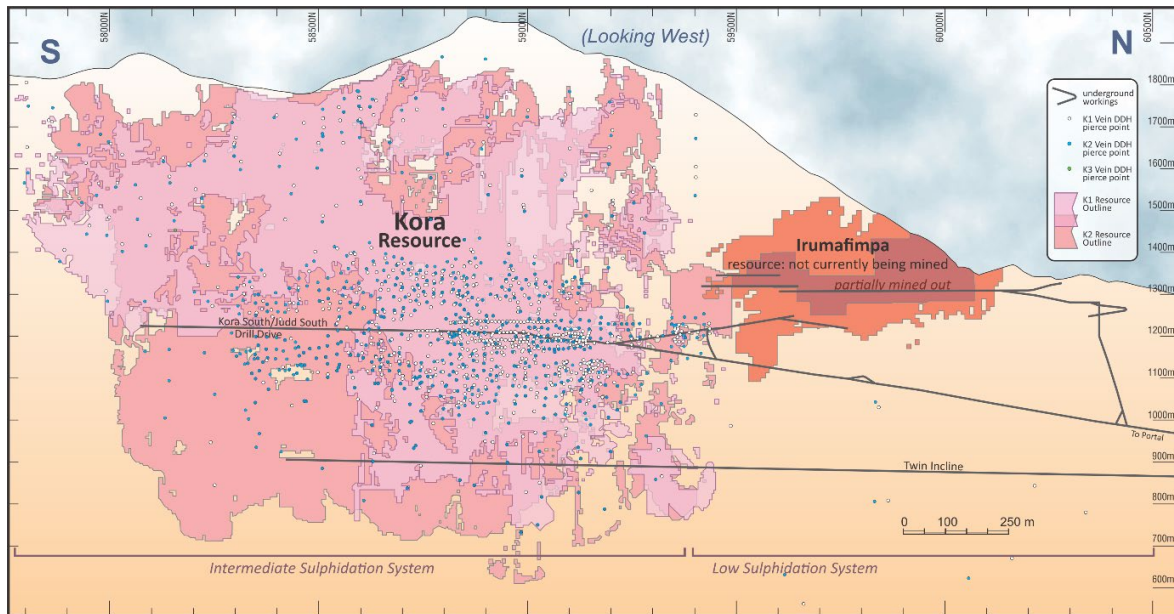 58000N
58500N
59000N
59500N
60000N
60500N
S
(Looking West)
N
underground
workings
K1 Vein DDH
pierce point
K2 Vein DDH
pierce point
K3 Vein DDH
pierce point
K1 Resource
Outline
K2 Resource
Outline
1800m
1700m
1600m
1500m
1400m
1300m
1200m
1100m
1000m
900m
800m
700m
600m
Kora
Resource
Irumafimpa
resource: not currently being mined
partially mined out
Kora South/Judd South
Drill Drive
To Portal
Twin Incline
0 100 250 m
Intermediate Sulphidation System
Low Sulphidation System